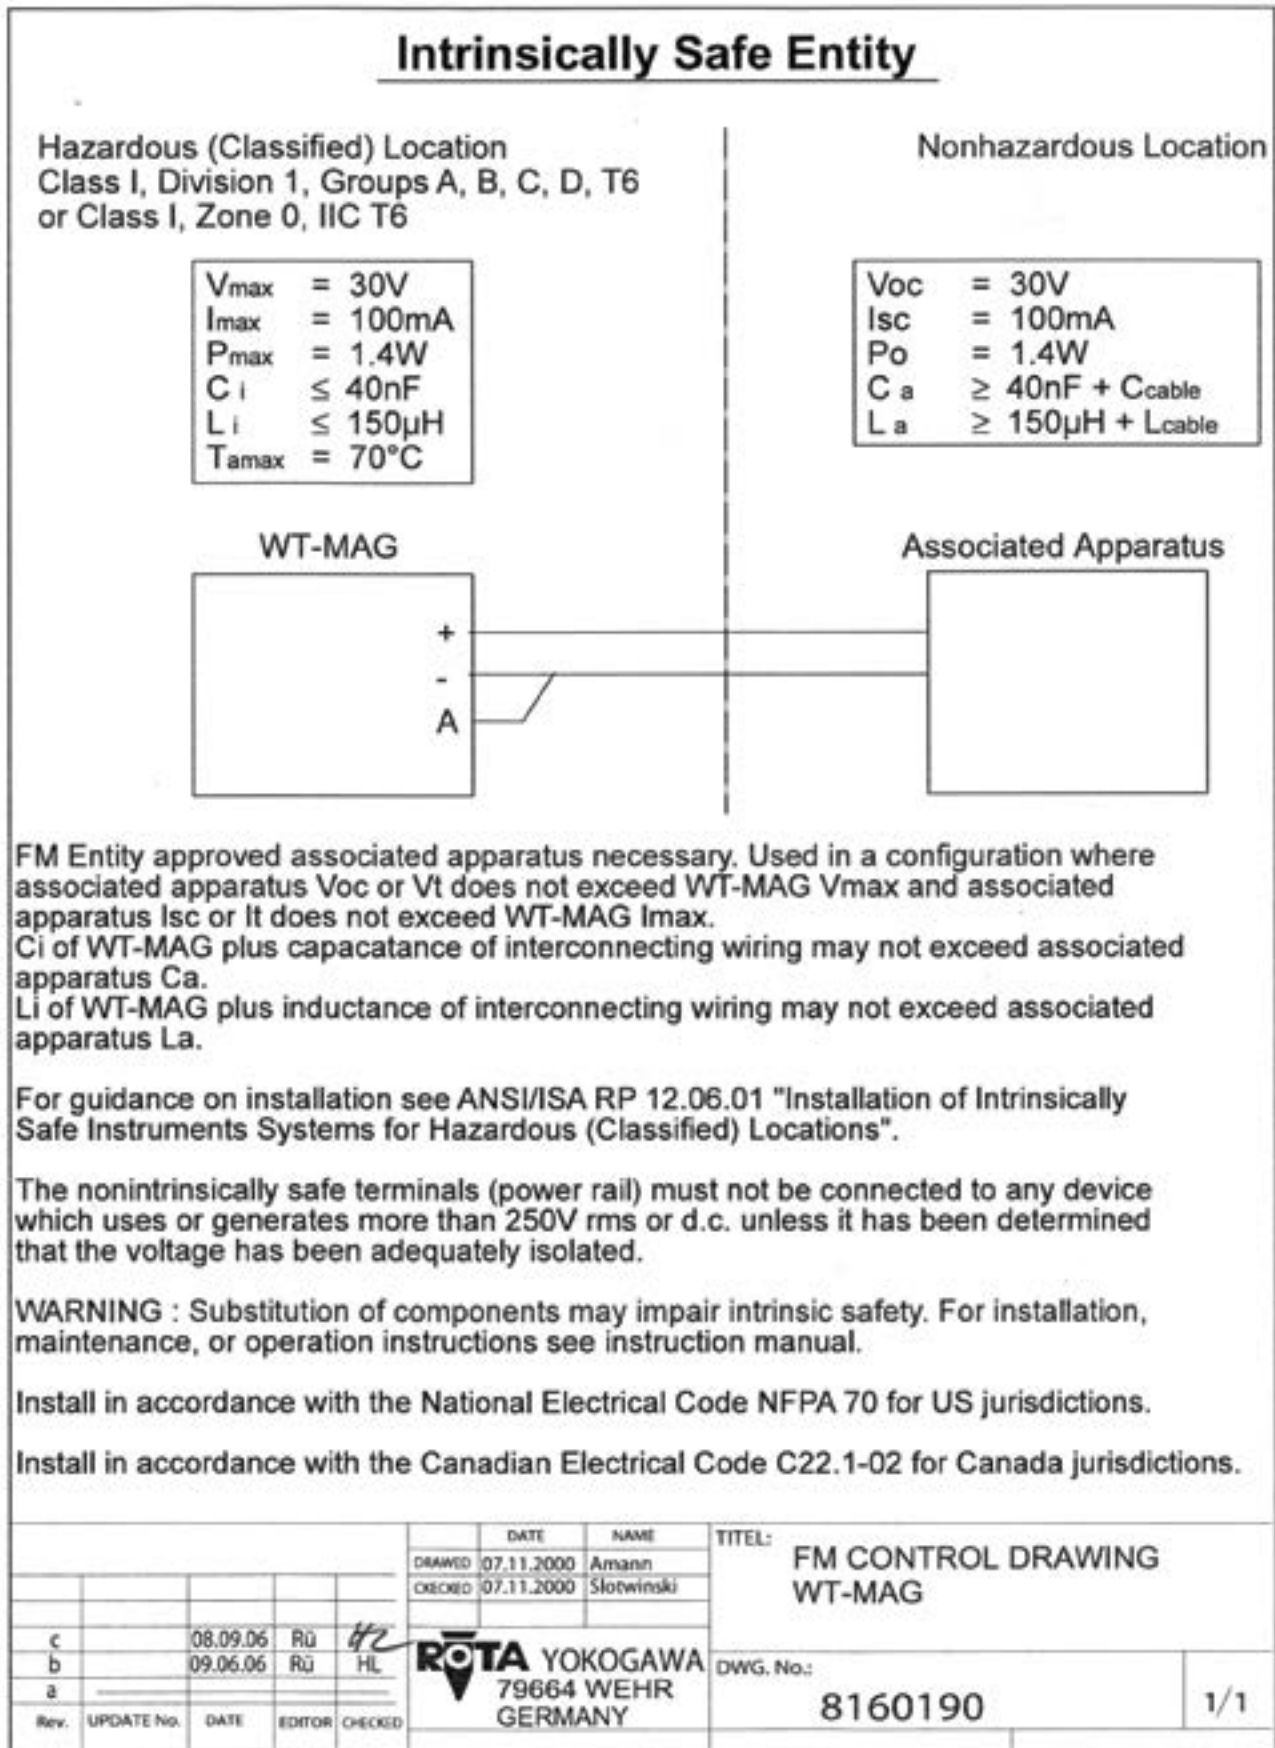 Intrinsically Safe Entity
Hazardous (Classified) Location
Class I, Division 1, Groups A, B, C, D, T6
or Class I, Zone 0, IIC T6
Nonhazardous Location
Vmax = 30V
Imax = 100mA
Pmax = 1.4W
C i ≤ 40nF
L i ≤ 150µH
Tamax = 70°C
Voc = 30V
Isc = 100mA
Po = 1.4W
C a ≥ 40nF + Ccable
L a ≥ 150µH + Lcable
WT-MAG
Associated Apparatus
+
-
A
FM Entity approved associated apparatus necessary. Used in a configuration where
associated apparatus Voc or Vt does not exceed WT-MAG Vmax and associated
apparatus Isc or It does not exceed WT-MAG Imax.
Ci of WT-MAG plus capacatance of interconnecting wiring may not exceed associated
apparatus Ca.
Li of WT-MAG plus inductance of interconnecting wiring may not exceed associated
apparatus La.
For guidance on installation see ANSI/ISA RP 12.06.01 "Installation of Intrinsically
Safe Instruments Systems for Hazardous (Classified) Locations".
The nonintrinsically safe terminals (power rail) must not be connected to any device
which uses or generates more than 250V rms or d.c. unless it has been determined
that the voltage has been adequately isolated.
WARNING : Substitution of components may impair intrinsic safety. For installation,
maintenance, or operation instructions see instruction manual.
Install in accordance with the National Electrical Code NFPA 70 for US jurisdictions.
Install in accordance with the Canadian Electrical Code C22.1-02 for Canada jurisdictions.
DATE NAME
DRAWED 07.11.2000 Amann
CKECKED 07.11.2000 Slotwinski
TITEL:
FM CONTROL DRAWING
WT-MAG
c 08.09.06 Rü HL
b 09.06.06 Rü HL
a
Rev. UPDATE No. DATE EDITOR CHECKED
ROTA YOKOGAWA
79664 WEHR
GERMANY
DWG. No.:
8160190
1/1